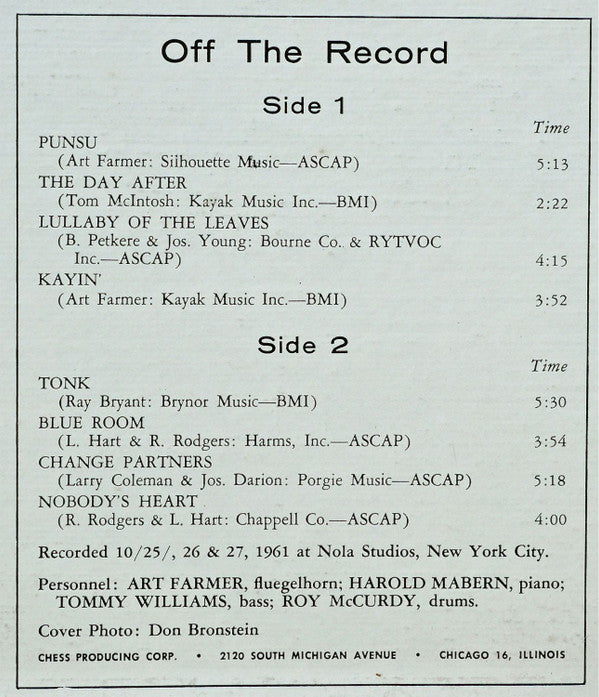 Off The Record
Side 1
Time
PUNSU
(Art Farmer: Silhouette Music—ASCAP) 5:13
THE DAY AFTER
(Tom McIntosh: Kayak Music Inc.—BMI) 2:22
LULLABY OF THE LEAVES
(B. Petkere & Jos. Young: Bourne Co. & RYTVOC
Inc.—ASCAP) 4:15
KAYIN'
(Art Farmer: Kayak Music Inc.—BMI) 3:52
Side 2
Time
TONK
(Ray Bryant: Brynor Music—BMI) 5:30
BLUE ROOM
(L. Hart & R. Rodgers: Harms, Inc.—ASCAP) 3:54
CHANGE PARTNERS
(Larry Coleman & Jos. Darion: Porgie Music—ASCAP) 5:18
NOBODY'S HEART
(R. Rodgers & L. Hart: Chappell Co.—ASCAP) 4:00
Recorded 10/25/, 26 & 27, 1961 at Nola Studios, New York City.
Personnel: ART FARMER, fluegelhorn; HAROLD MABERN, piano;
TOMMY WILLIAMS, bass; ROY McCURDY, drums.
Cover Photo: Don Bronstein
CHESS PRODUCING CORP. • 2120 SOUTH MICHIGAN AVENUE • CHICAGO 16, ILLINOIS